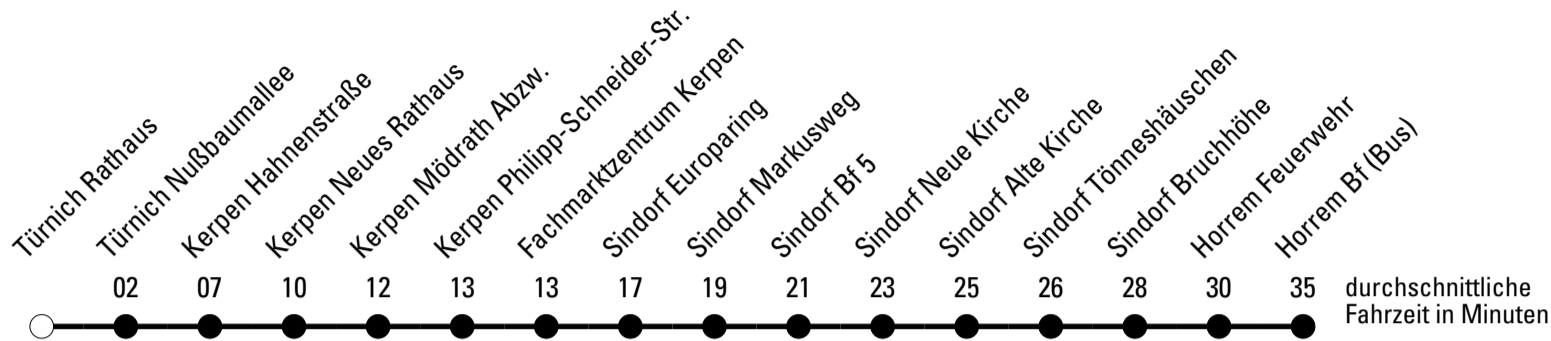 Türnich Rathaus
Türnich Nußbaumallee
Kerpen Hahnenstraße
Kerpen Neues Rathaus
Kerpen Mödrath Abzw.
Kerpen Philipp-Schneider-Str.
Fachmarktzentrum Kerpen
Sindorf Europaring
Sindorf Markusweg
Sindorf Bf 5
Sindorf Neue Kirche
Sindorf Alte Kirche
Sindorf Tönneshäuschen
Sindorf Bruchhöhe
Horrem Feuerwehr
Horrem Bf (Bus)
02 07 10 12 13 13 17 19 21 23 25 26 28 30 35
durchschnittliche
Fahrzeit in Minuten